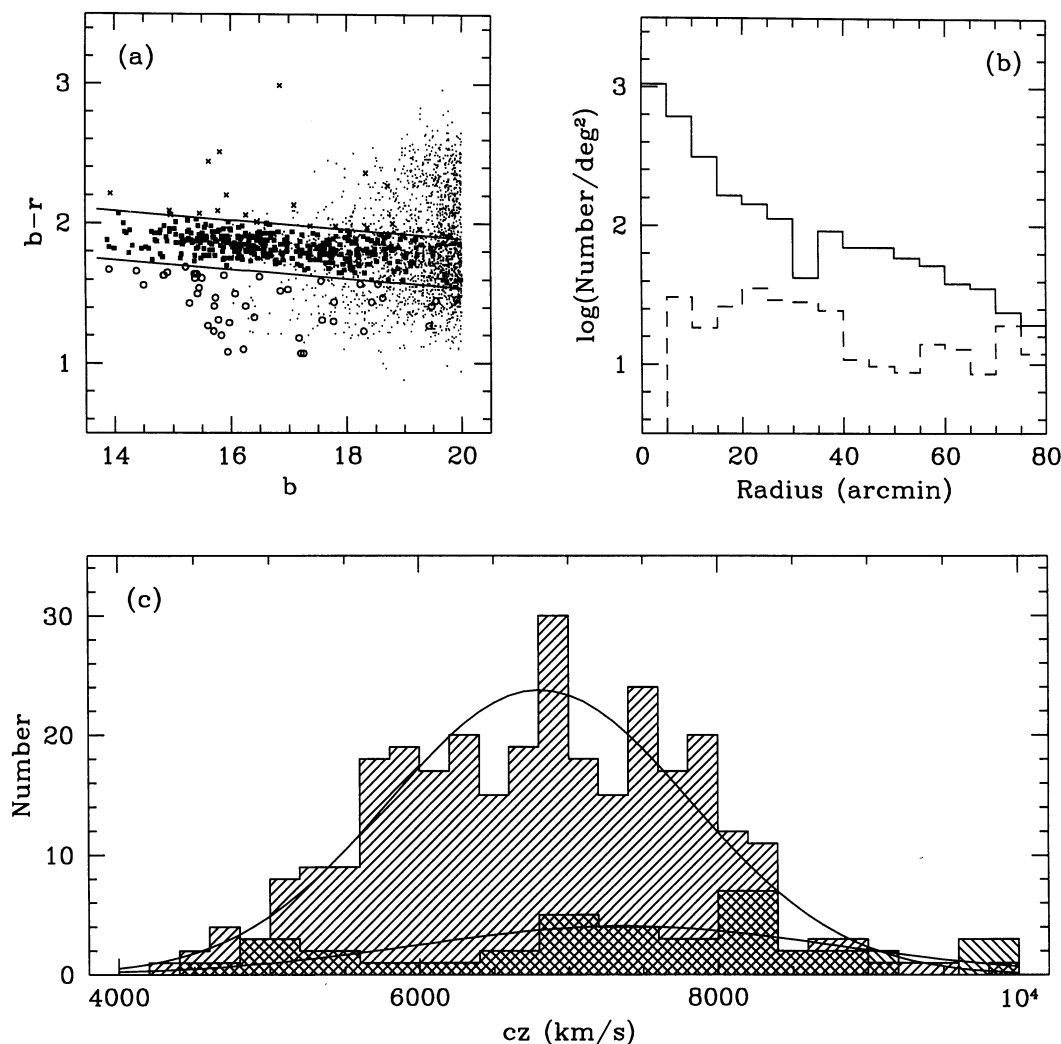 (a)
3
2
1
b-r
14
16
18
20
b
(b)
3
2
1
log(Number/deg²)
0
20
40
60
80
Radius (arcmin)
(c)
30
20
10
0
Number
4000
6000
8000
10⁴
cz (km/s)